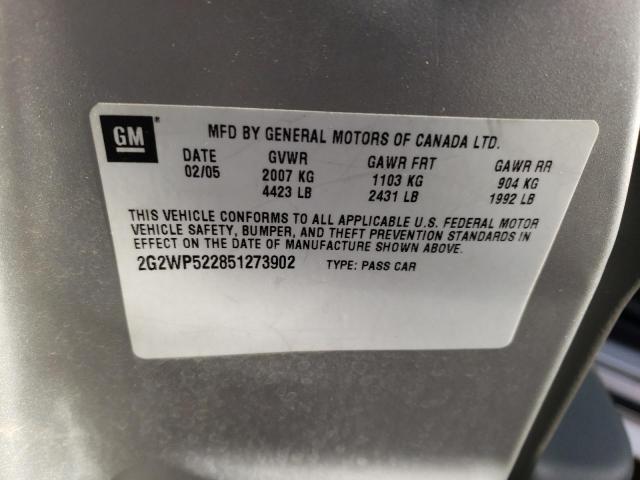 GM
MFD BY GENERAL MOTORS OF CANADA LTD.
DATE GVWR GAWR FRT GAWR RR
02/05 2007 KG 1103 KG 904 KG
4423 LB 2431 LB 1992 LB
THIS VEHICLE CONFORMS TO ALL APPLICABLE U.S. FEDERAL MOTOR
VEHICLE SAFETY, BUMPER, AND THEFT PREVENTION STANDARDS IN
EFFECT ON THE DATE OF MANUFACTURE SHOWN ABOVE.
2G2WP522851273902 TYPE: PASS CAR